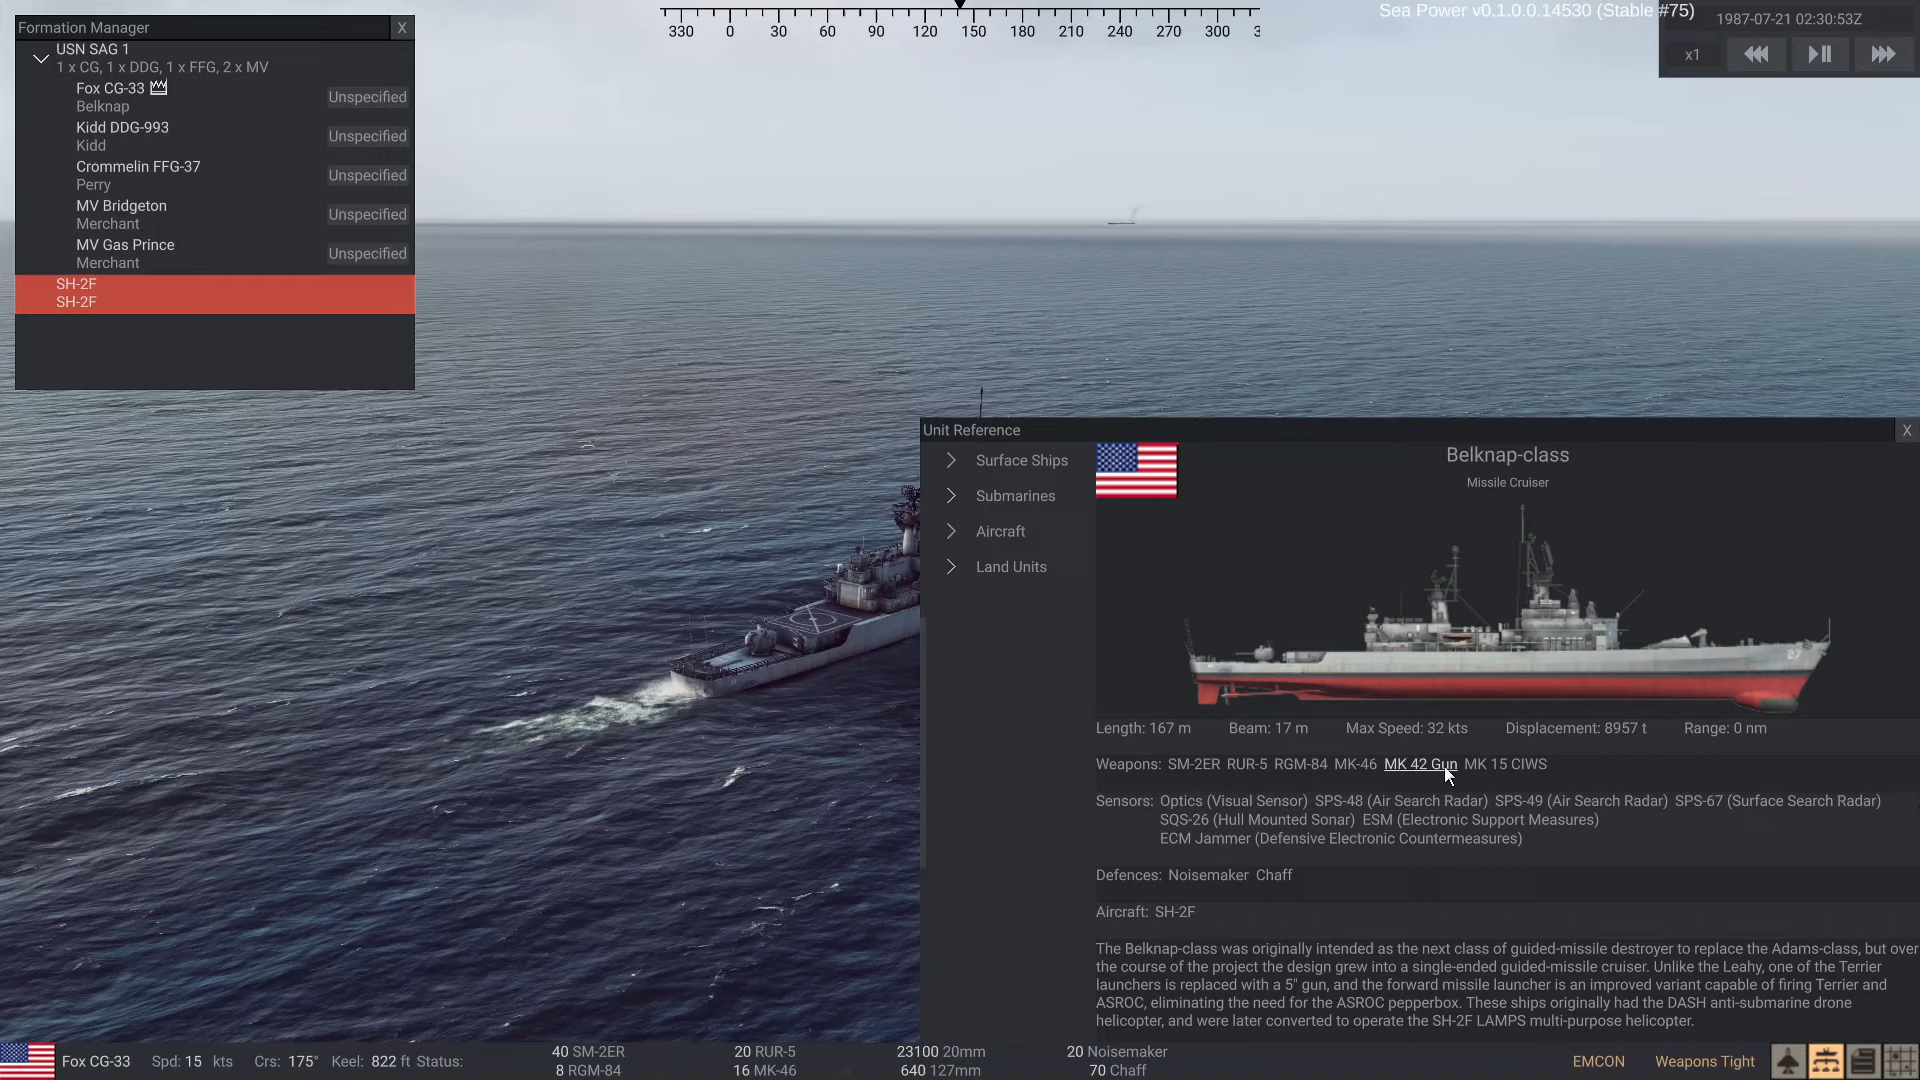 Formation Manager
X
USN SAG 1
1 x CG, 1 x DDG, 1 x FFG, 2 x MV
Fox CG-33
Belknap
Unspecified
Kidd DDG-993
Kidd
Unspecified
Crommelin FFG-37
Perry
Unspecified
MV Bridgeton
Merchant
Unspecified
MV Gas Prince
Merchant
Unspecified
SH-2F
SH-2F
330 0 30 60 90 120 150 180 210 240 270 300
Sea Power v0.1.0.0.14530 (Stable #75)
1987-07-21 02:30:53Z
x1
Unit Reference
X
Surface Ships
Submarines
Aircraft
Land Units
Belknap-class
Missile Cruiser
27
Length: 167 m Beam: 17 m Max Speed: 32 kts Displacement: 8957 t Range: 0 nm
Weapons: SM-2ER RUR-5 RGM-84 MK-46 MK 42 Gun MK 15 CIWS
Sensors: Optics (Visual Sensor) SPS-48 (Air Search Radar) SPS-49 (Air Search Radar) SPS-67 (Surface Search Radar)
SQS-26 (Hull Mounted Sonar) ESM (Electronic Support Measures)
ECM Jammer (Defensive Electronic Countermeasures)
Defences: Noisemaker Chaff
Aircraft: SH-2F
The Belknap-class was originally intended as the next class of guided-missile destroyer to replace the Adams-class, but over
the course of the project the design grew into a single-ended guided-missile cruiser. Unlike the Leahy, one of the Terrier
launchers is replaced with a 5" gun, and the forward missile launcher is an improved variant capable of firing Terrier and
ASROC, eliminating the need for the ASROC pepperbox. These ships originally had the DASH anti-submarine drone
helicopter, and were later converted to operate the SH-2F LAMPS multi-purpose helicopter.
Fox CG-33 Spd: 15 kts Crs: 175° Keel: 822 ft Status:
40 SM-2ER 20 RUR-5 23100 20mm 20 Noisemaker
8 RGM-84 16 MK-46 640 127mm 70 Chaff
EMCON Weapons Tight